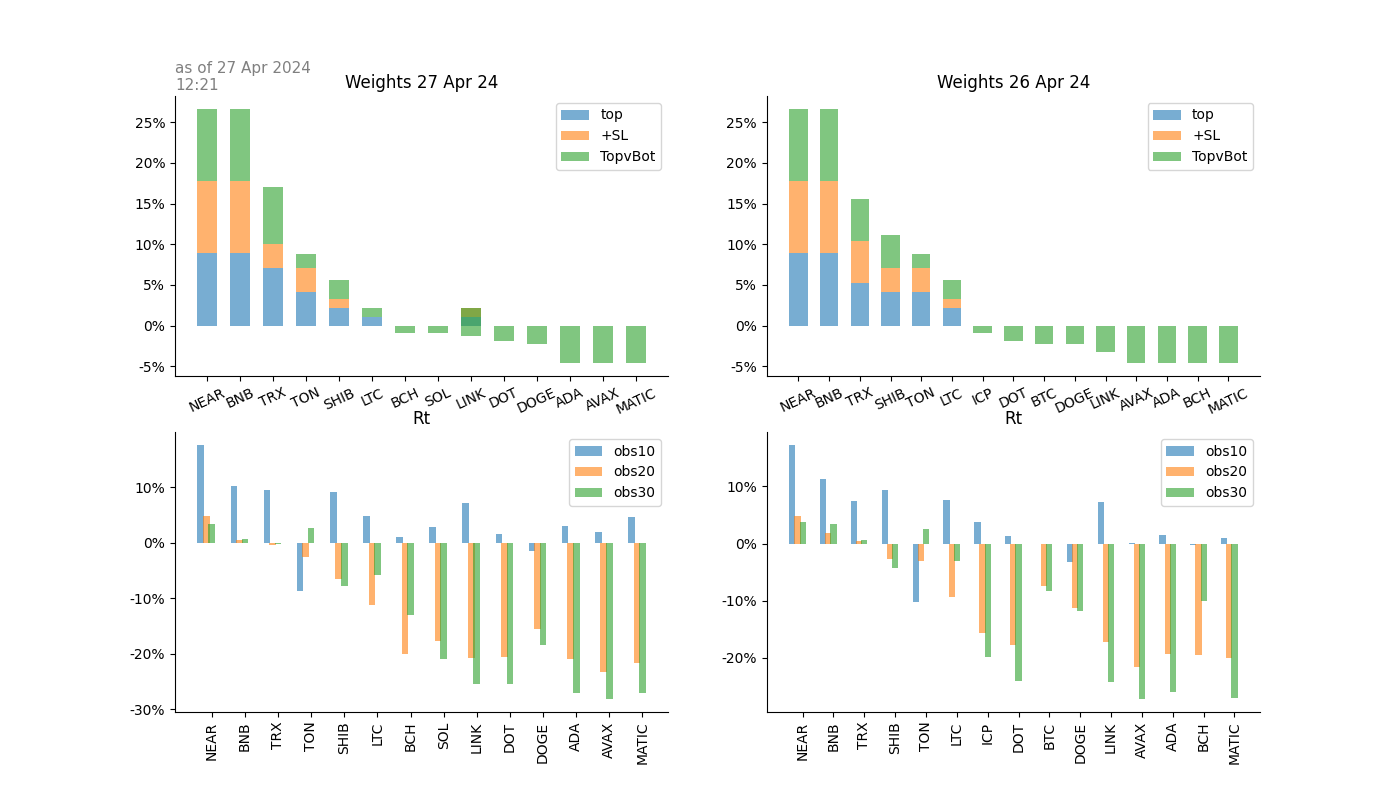 as of 27 Apr 2024
12:21
Weights 27 Apr 24
25%
20%
15%
10%
5%
0%
-5%
top
+SL
TopvBot
NEAR BNB TRX TON SHIB LTC BCH SOL LINK DOT DOGE ADA AVAX MATIC
Weights 26 Apr 24
25%
20%
15%
10%
5%
0%
-5%
top
+SL
TopvBot
NEAR BNB TRX SHIB TON LTC ICP DOT BTC DOGE LINK AVAX ADA BCH MATIC
Rt
10%
0%
-10%
-20%
-30%
obs10
obs20
obs30
NEAR BNB TRX TON SHIB LTC BCH SOL LINK DOT DOGE ADA AVAX MATIC
Rt
10%
0%
-10%
-20%
obs10
obs20
obs30
NEAR BNB TRX SHIB TON LTC ICP DOT BTC DOGE LINK AVAX ADA BCH MATIC